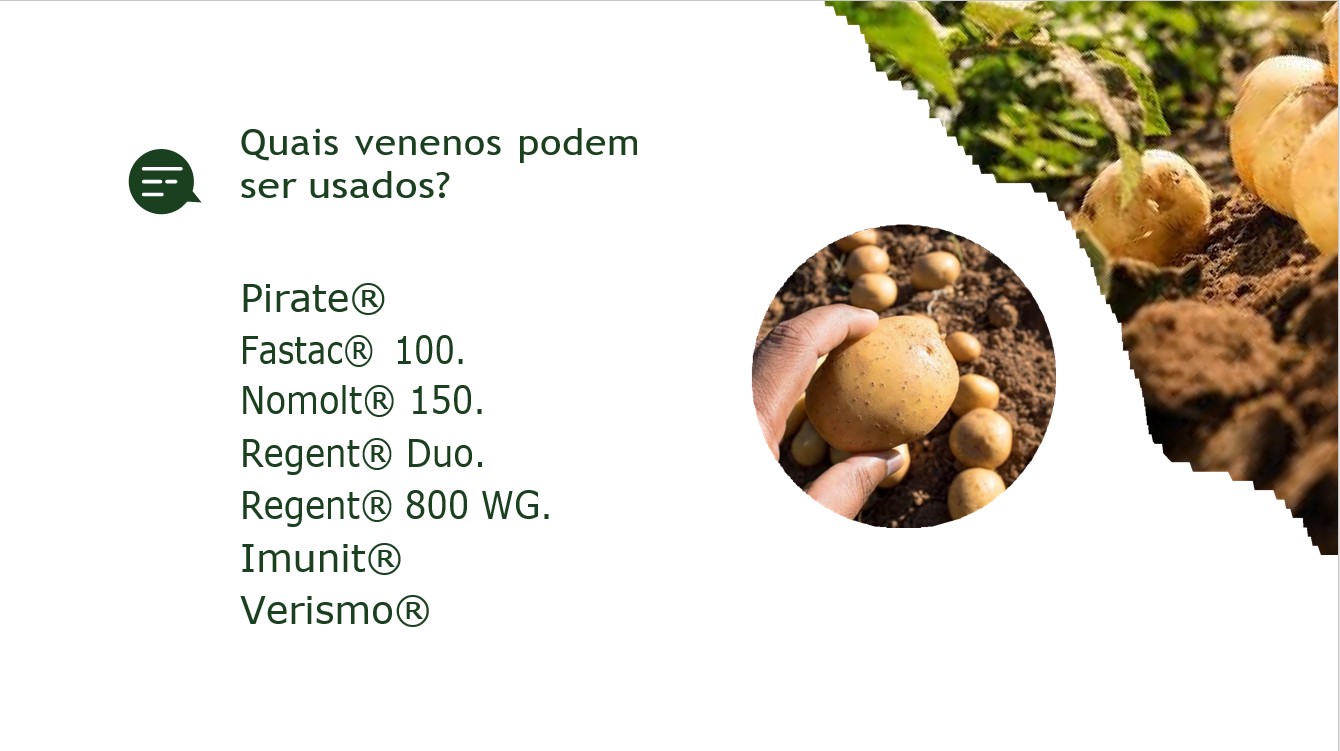 Quais venenos podem
ser usados?
Pirate®
Fastac® 100.
Nomolt® 150.
Regent® Duo.
Regent® 800 WG.
Imunit®
Verismo®